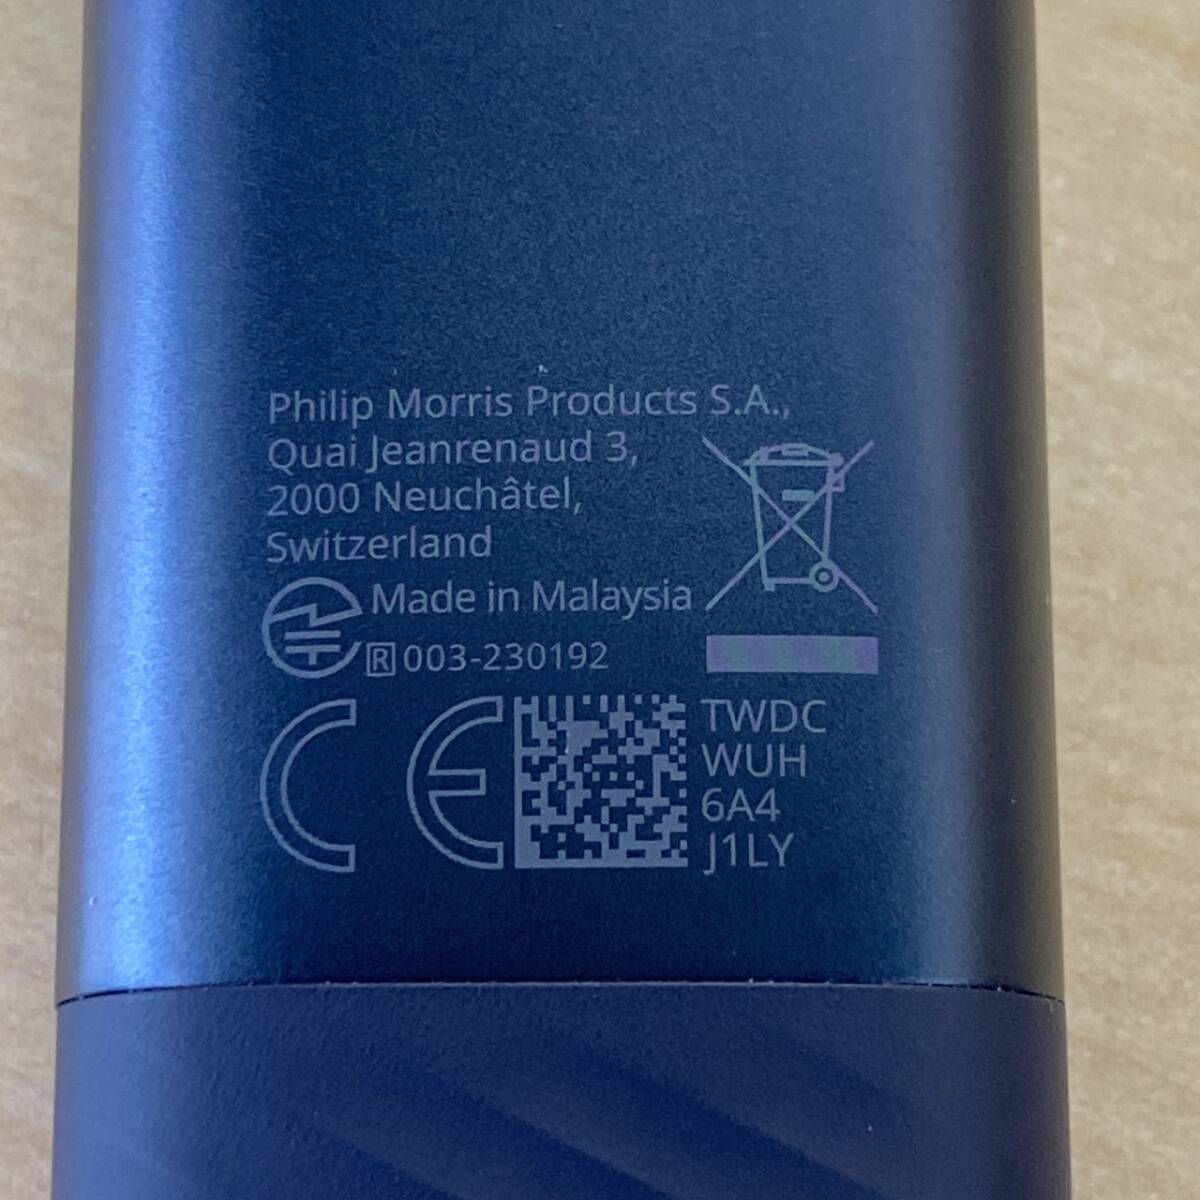 Philip Morris Products S.A.,
Quai Jeanrenaud 3,
2000 Neuchâtel,
Switzerland
Made in Malaysia
R 003-230192
CE
TWDC
WUH
6A4
J1LY